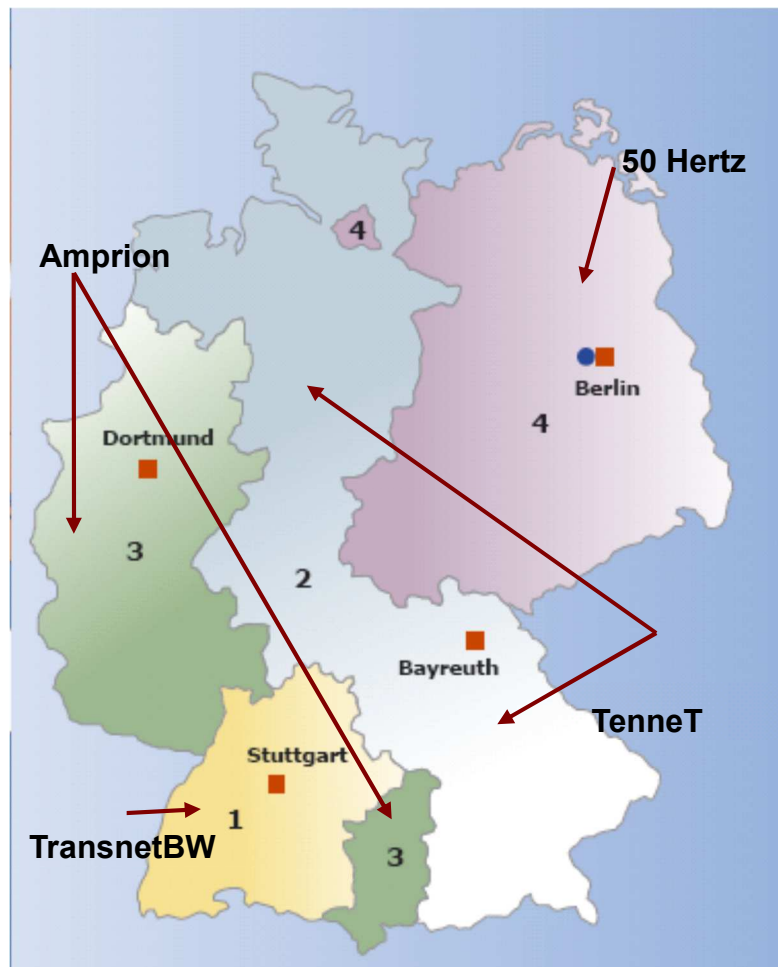 50 Hertz
4
Amprion
Berlin
4
Dortmund
3
2
Bayreuth
TenneT
Stuttgart
1
TransnetBW
3